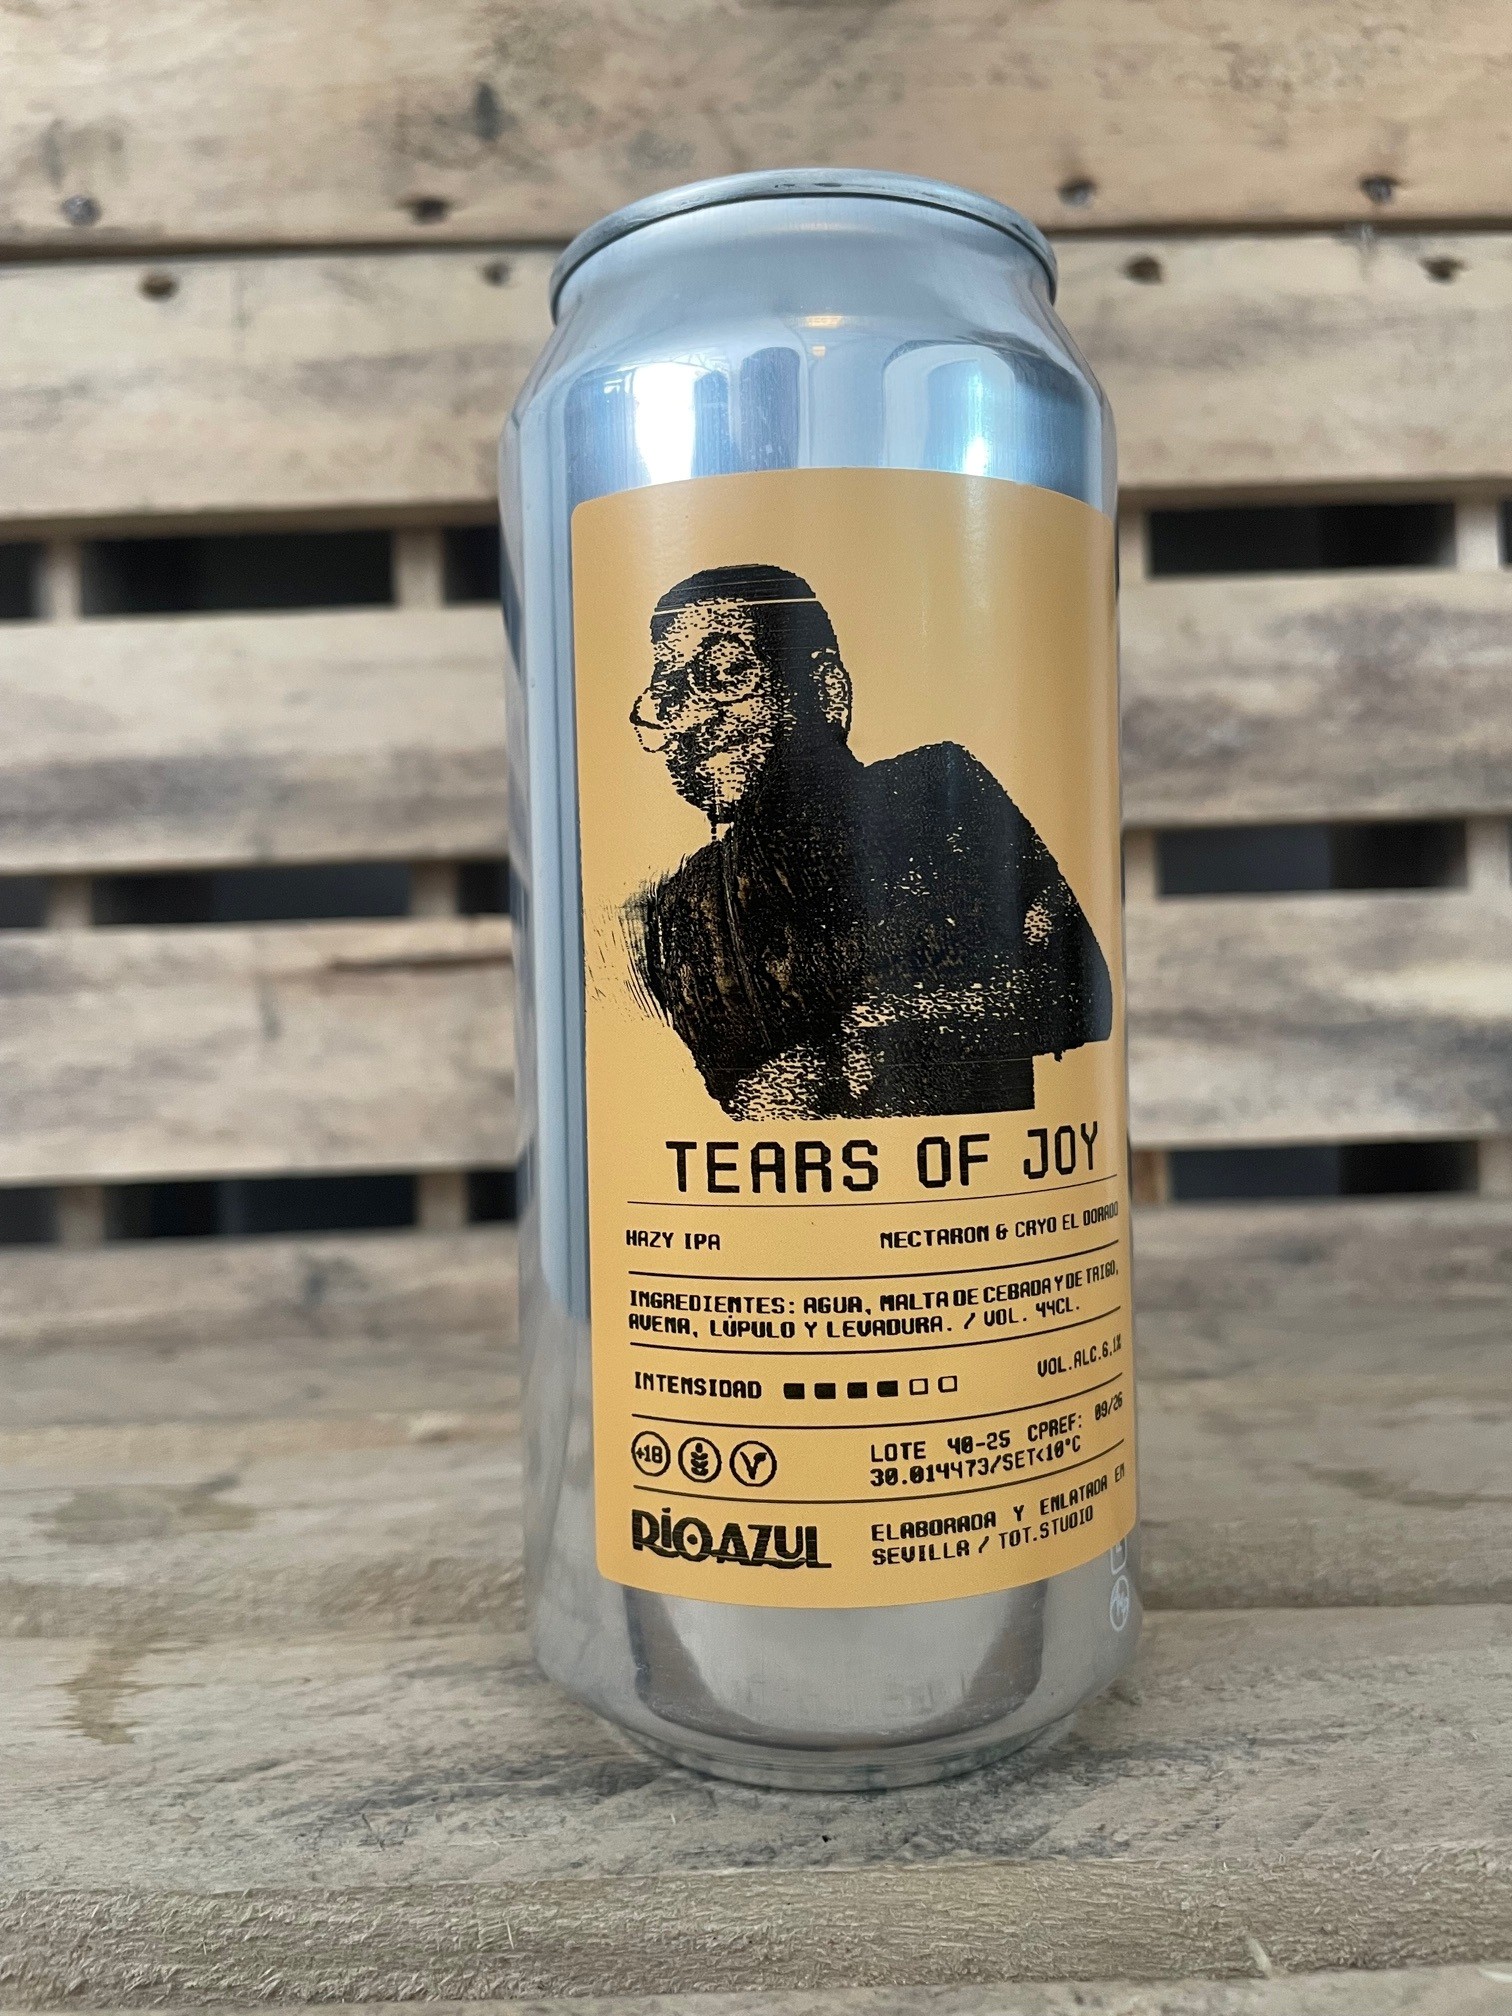 TEARS OF JOY
HAZY IPA
NECTARON & CRYO EL DORADO
INGREDIENTES: AGUA, MALTA DE CEBADA Y DE TRIGO,
AVENA, LÚPULO Y LEVADURA. / VOL. 44CL.
INTENSIDAD
VOL.ALC.6,1%
+18
LOTE 40-25 CPREF: 09/26
30.014473/SET<10°C
RÍO AZUL
ELABORADA Y ENLATADA EN
SEVILLA / TOT.STUDIO